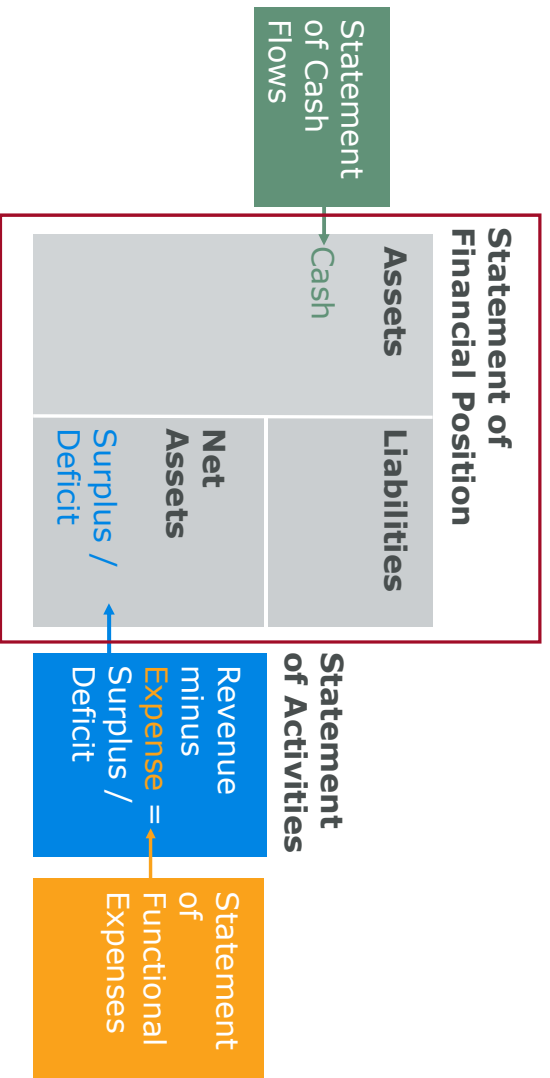 Statement
of Cash
Flows
Statement of
Financial Position
Assets
Cash
Liabilities
Net
Assets
Surplus /
Deficit
Statement
of Activities
Revenue
minus
Expense =
Surplus /
Deficit
Statement
of
Functional
Expenses